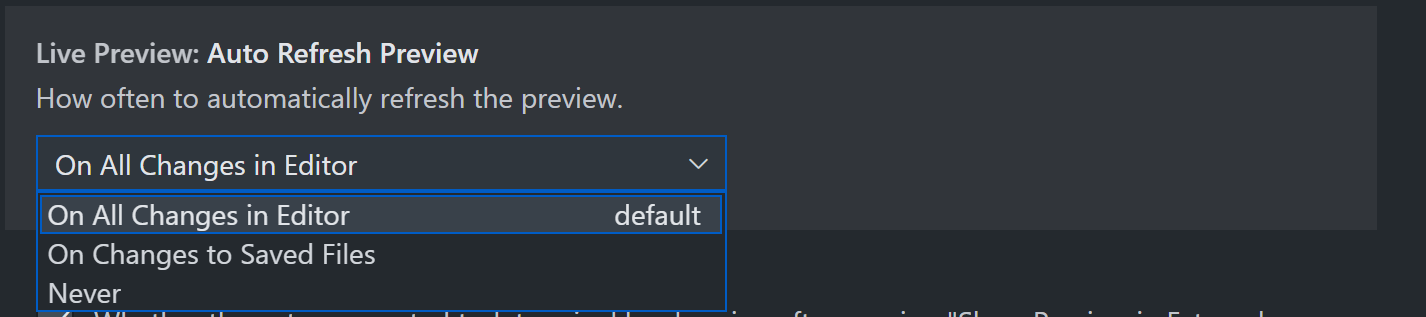 Live Preview: Auto Refresh Preview
How often to automatically refresh the preview.
On All Changes in Editor
On All Changes in Editor default
On Changes to Saved Files
Never